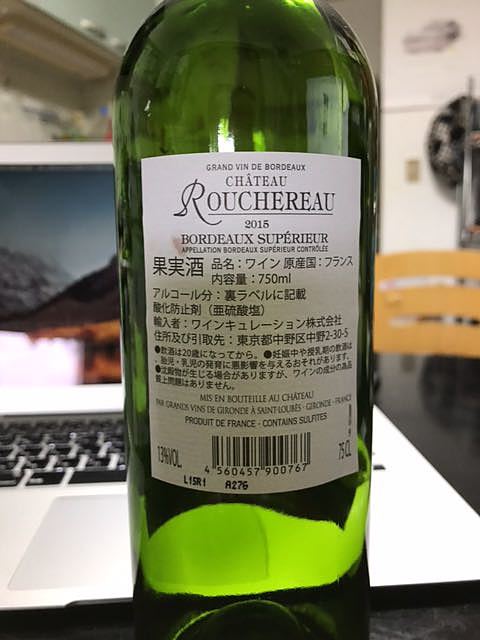 GRAND VIN DE BORDEAUX
CHÂTEAU
ROUCHEREAU
2015
BORDEAUX SUPÉRIEUR
APPELLATION BORDEAUX SUPÉRIEUR CONTRÔLÉE
果実酒 品名：ワイン 原産国：フランス
内容量：750ml
アルコール分：裏ラベルに記載
酸化防止剤（亜硫酸塩）
輸入者：ワインキュレーション株式会社
住所及び引取先：東京都中野区中野2-30-5
●飲酒は20歳になってから。●妊娠中や授乳期の飲酒は、
胎児・乳児の発育に悪影響を与えるおそれがあります。
●沈殿物が生じる場合がありますが、ワインの成分の為品
質上問題はありません。
MIS EN BOUTEILLE AU CHÂTEAU
PAR GRANDS VINS DE GIRONDE À SAINT-LOUBÈS - GIRONDE - FRANCE
PRODUIT DE FRANCE - CONTAINS SULFITES
13%VOL.
75CL
4 560457 900767
L15R1 A276